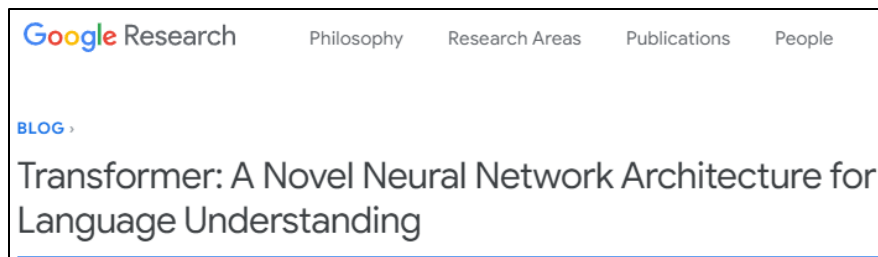 Google Research Philosophy Research Areas Publications People
BLOG ›
Transformer: A Novel Neural Network Architecture for
Language Understanding